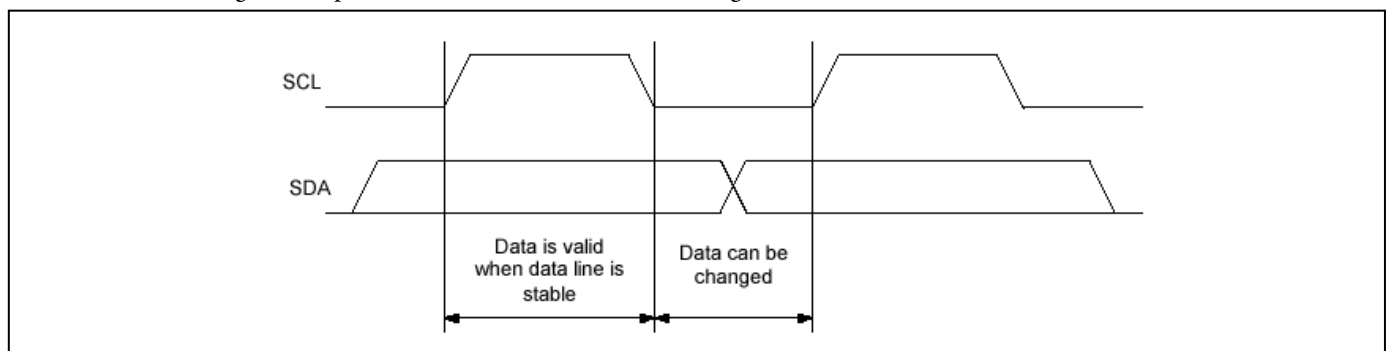 SCL
SDA
Data is valid
when data line is
stable
Data can be
changed